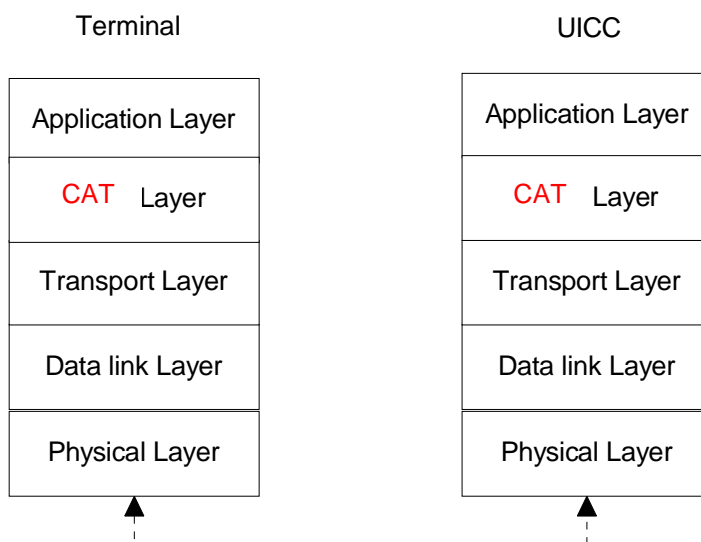 Terminal
UICC
Application Layer
Application Layer
CAT Layer
CAT Layer
Transport Layer
Transport Layer
Data link Layer
Data link Layer
Physical Layer
Physical Layer